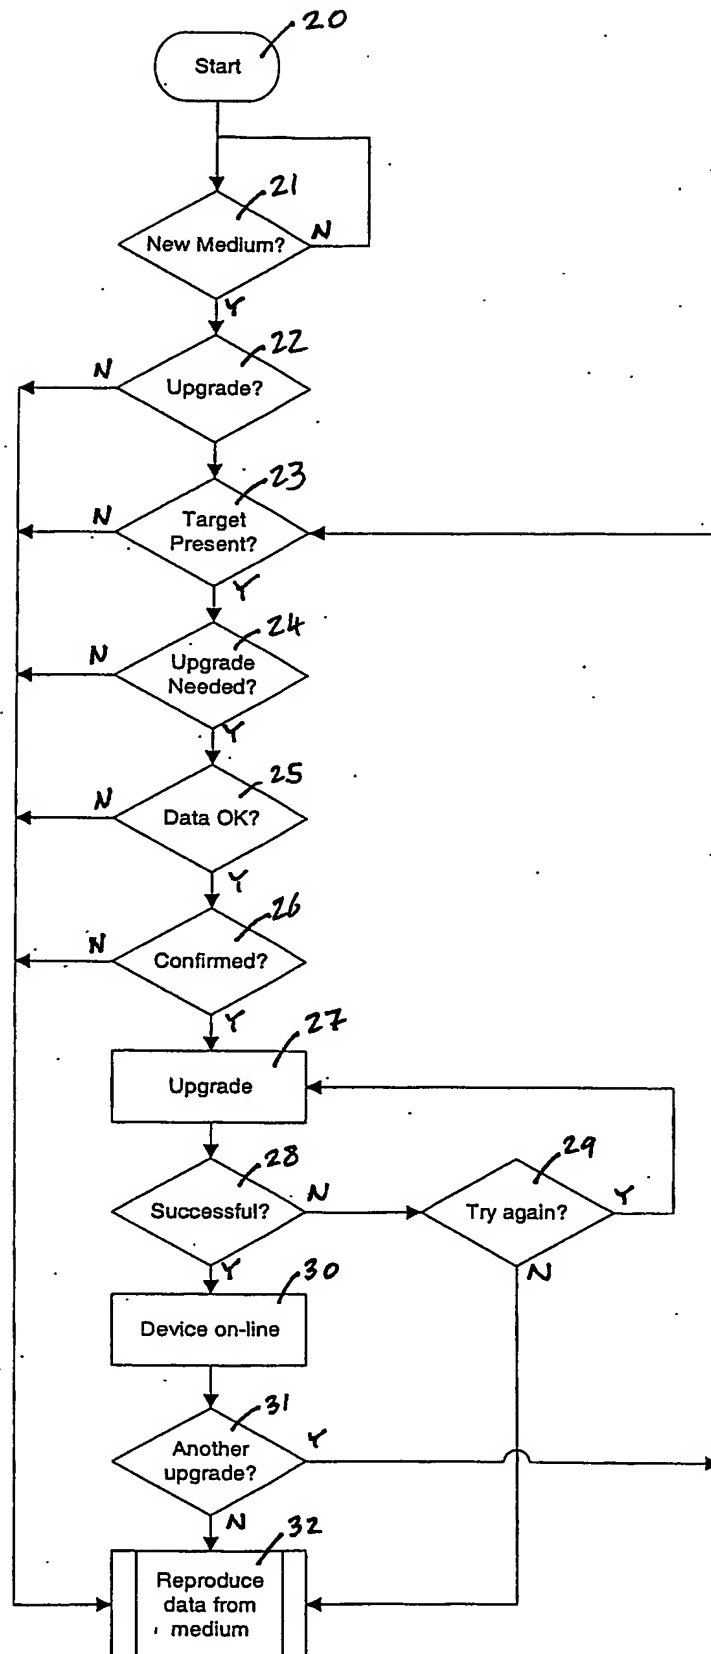 20
Start
21
New Medium?
N
Y
22
N
Upgrade?
23
N
Target
Present?
Y
24
N
Upgrade
Needed?
Y
25
N
Data OK?
Y
26
N
Confirmed?
Y
27
Upgrade
28
Successful?
N
29
Try again?
Y
Y
N
30
Device on-line
31
Another
upgrade?
Y
N
32
Reproduce
data from
medium